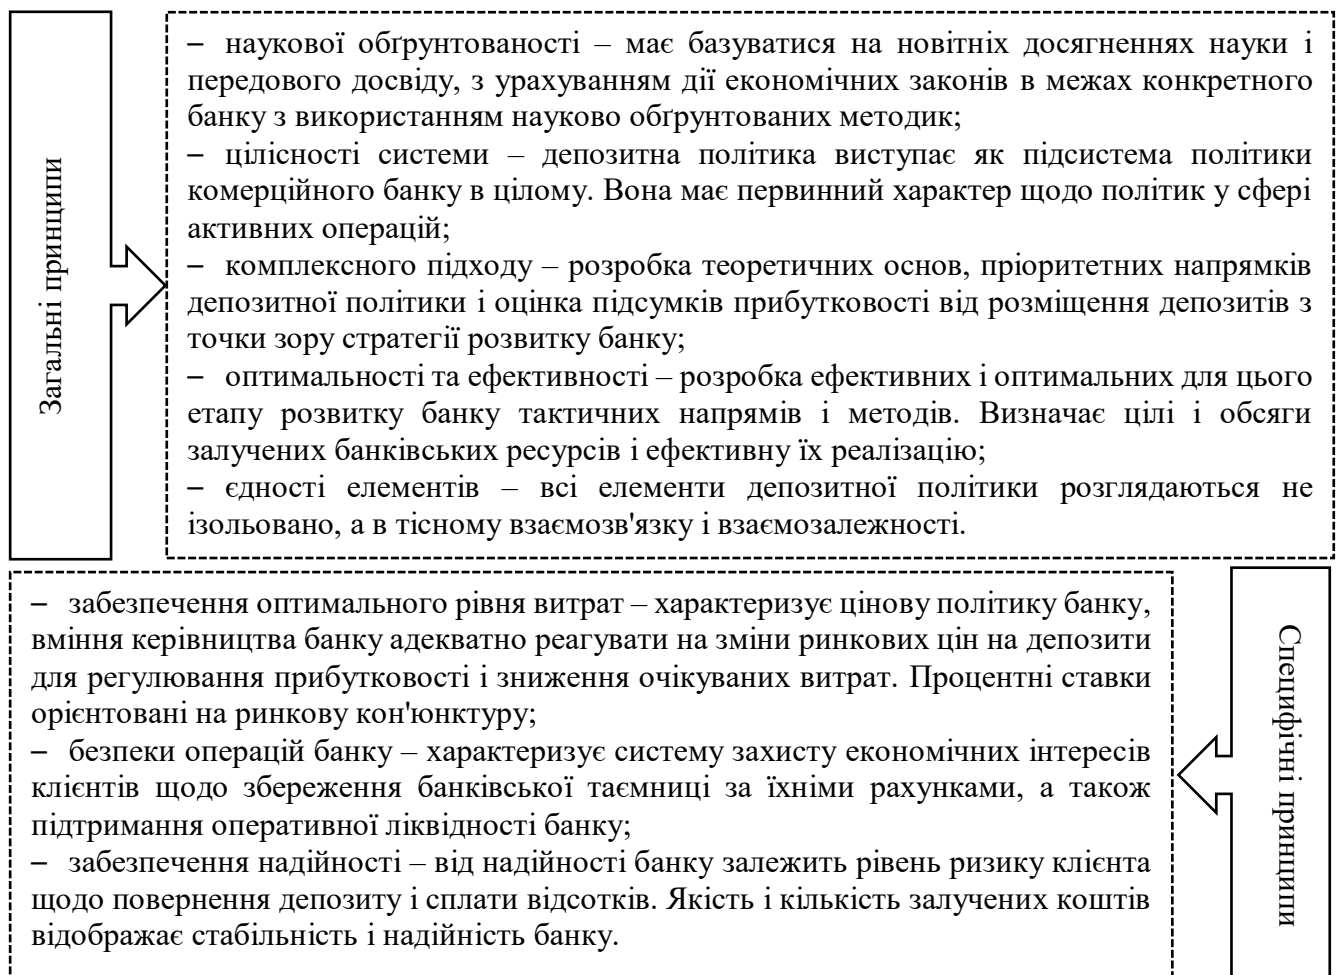 Загальні принципи
– наукової обґрунтованості – має базуватися на новітніх досягненнях науки і
передового досвіду, з урахуванням дії економічних законів в межах конкретного
банку з використанням науково обґрунтованих методик;
– цілісності системи – депозитна політика виступає як підсистема політики
комерційного банку в цілому. Вона має первинний характер щодо політик у сфері
активних операцій;
– комплексного підходу – розробка теоретичних основ, пріоритетних напрямків
депозитної політики і оцінка підсумків прибутковості від розміщення депозитів з
точки зору стратегії розвитку банку;
– оптимальності та ефективності – розробка ефективних і оптимальних для цього
етапу розвитку банку тактичних напрямів і методів. Визначає цілі і обсяги
залучених банківських ресурсів і ефективну їх реалізацію;
– єдності елементів – всі елементи депозитної політики розглядаються не
ізольовано, а в тісному взаємозв'язку і взаємозалежності.
– забезпечення оптимального рівня витрат – характеризує цінову політику банку,
вміння керівництва банку адекватно реагувати на зміни ринкових цін на депозити
для регулювання прибутковості і зниження очікуваних витрат. Процентні ставки
орієнтовані на ринкову кон'юнктуру;
– безпеки операцій банку – характеризує систему захисту економічних інтересів
клієнтів щодо збереження банківської таємниці за їхніми рахунками, а також
підтримання оперативної ліквідності банку;
– забезпечення надійності – від надійності банку залежить рівень ризику клієнта
щодо повернення депозиту і сплати відсотків. Якість і кількість залучених коштів
відображає стабільність і надійність банку.
Специфічні принципи